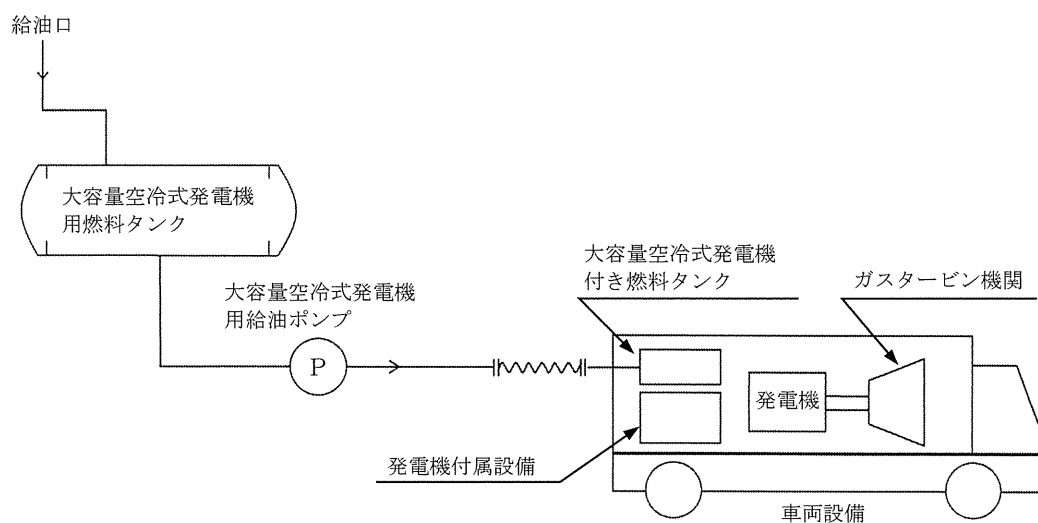 給油口
大容量空冷式発電機
用燃料タンク
大容量空冷式発電機
用給油ポンプ
P
大容量空冷式発電機
付き燃料タンク
ガスタービン機関
発電機
発電機付属設備
車両設備